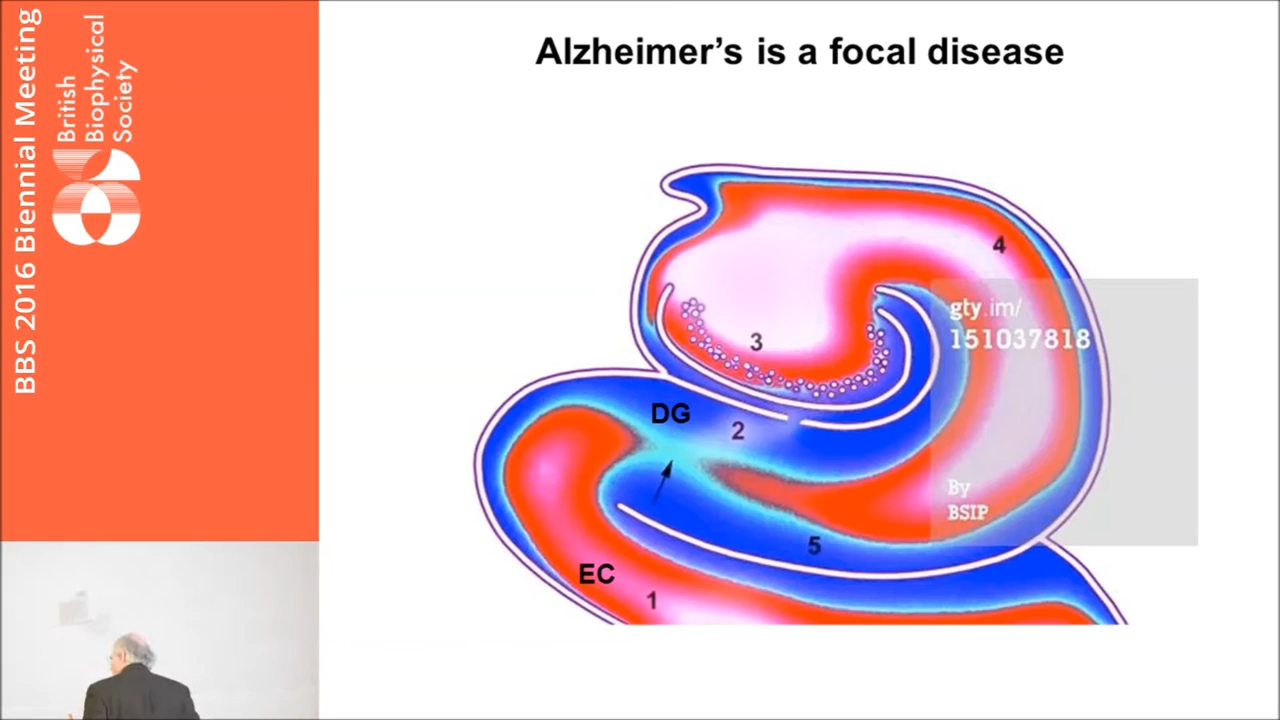 BBS 2016 Biennial Meeting
British
Biophysical
Society
Alzheimer’s is a focal disease
4
gty.im/
151037818
3
DG
2
By
BSIP
5
EC
1